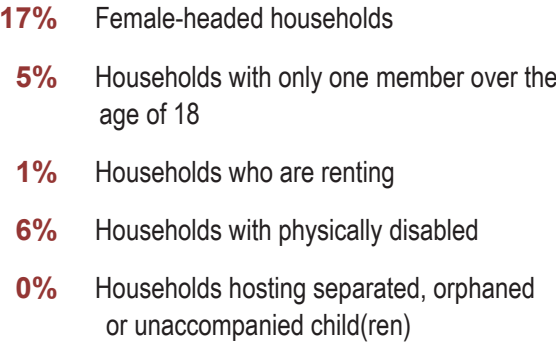 17% Female-headed households
5% Households with only one member over the
age of 18
1% Households who are renting
6% Households with physically disabled
0% Households hosting separated, orphaned
or unaccompanied child(ren)